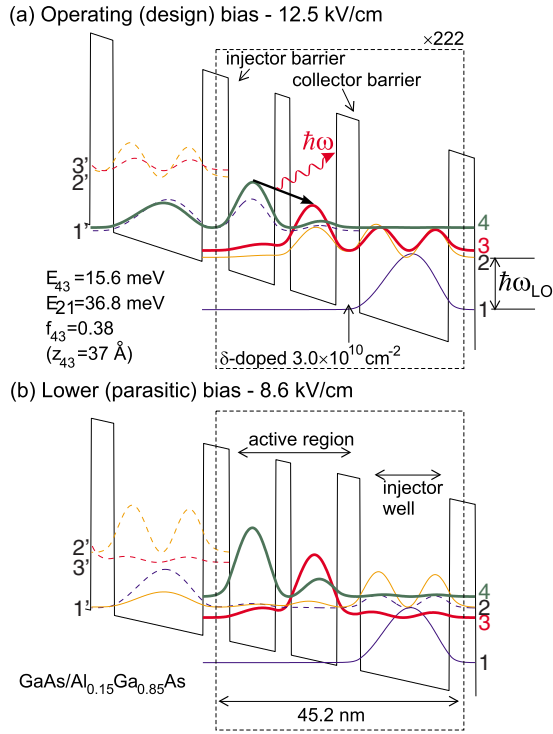 (a) Operating (design) bias - 12.5 kV/cm
×222
injector barrier
collector barrier
ħω
3'
2'
1'
4
3
2
1
ħω_LO
E₄₃=15.6 meV
E₂₁=36.8 meV
f₄₃=0.38
(z₄₃=37 Å)
δ-doped 3.0×10¹⁰cm⁻²
(b) Lower (parasitic) bias - 8.6 kV/cm
active region
injector
well
2'
3'
1'
4
2
3
1
GaAs/Al₀.₁₅Ga₀.₈₅As
45.2 nm